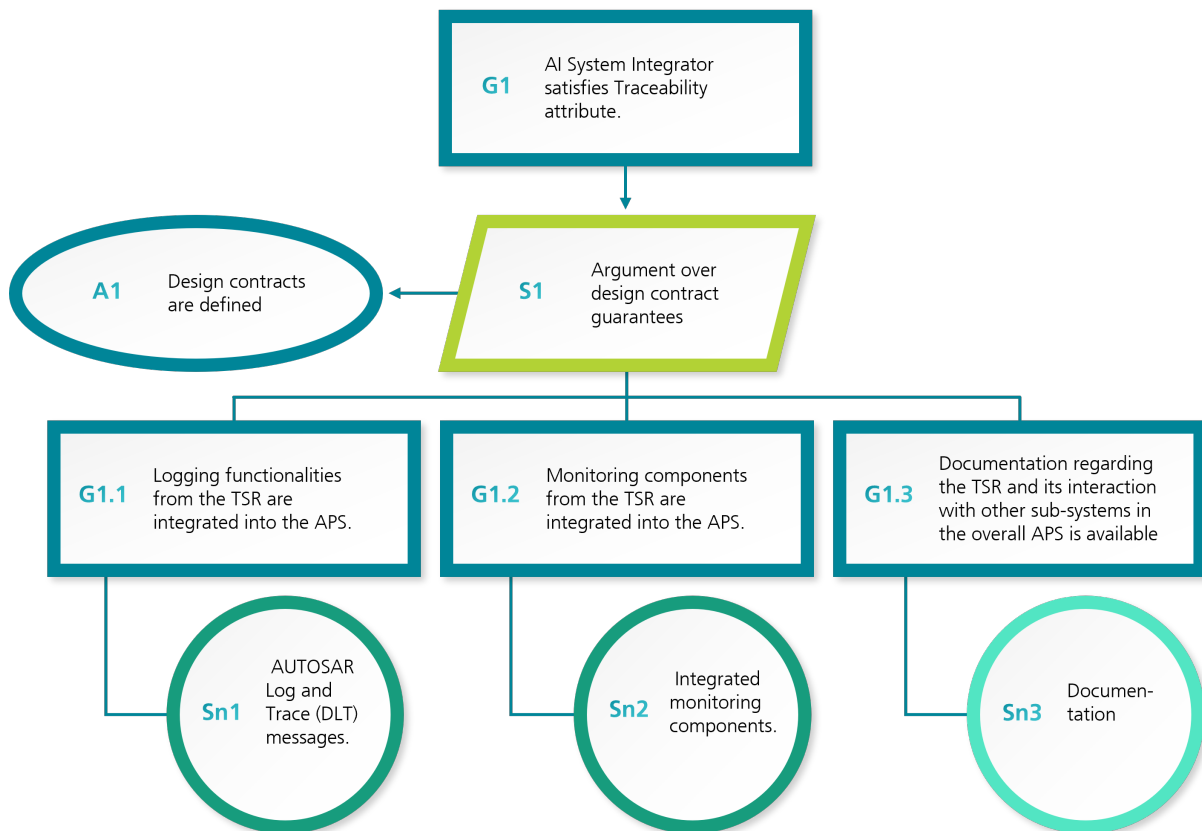 G1
AI System Integrator
satisfies Traceability
attribute.
A1
Design contracts
are defined
S1
Argument over
design contract
guarantees
G1.1
Logging functionalities
from the TSR are
integrated into the APS.
G1.2
Monitoring components
from the TSR are
integrated into the APS.
G1.3
Documentation regarding
the TSR and its interaction
with other sub-systems in
the overall APS is available
Sn1
AUTOSAR
Log and
Trace (DLT)
messages.
Sn2
Integrated
monitoring
components.
Sn3
Documen-
tation